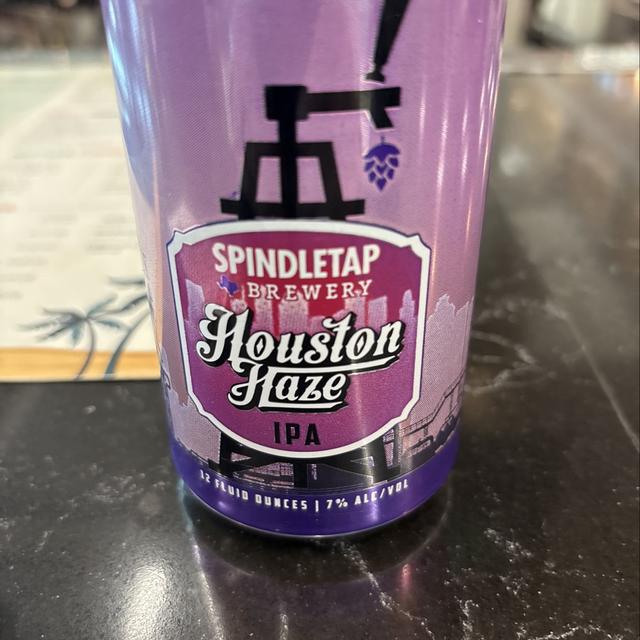 SPINDLETAP
BREWERY
Houston
Haze
IPA
12 FLUID OUNCES | 7% ALC/VOL